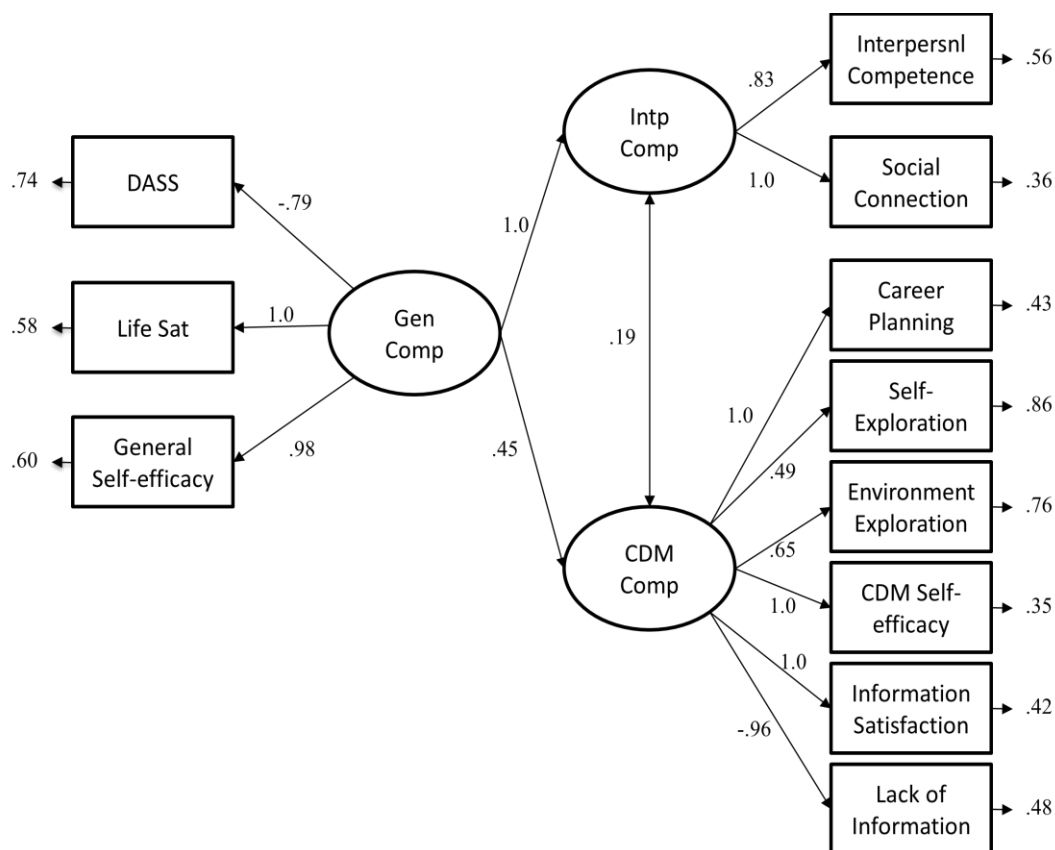 Interpersnl
Competence
.56
.83
Intp
Comp
Social
Connection
.36
1.0
DASS
.74
-.79
1.0
Career
Planning
.43
Gen
Comp
Life Sat
.58
1.0
.19
Self-
Exploration
.86
1.0
.49
General
Self-efficacy
.60
.98
.45
Environment
Exploration
.76
.65
CDM
Comp
CDM Self-
efficacy
.35
1.0
Information
Satisfaction
.42
1.0
-.96
Lack of
Information
.48